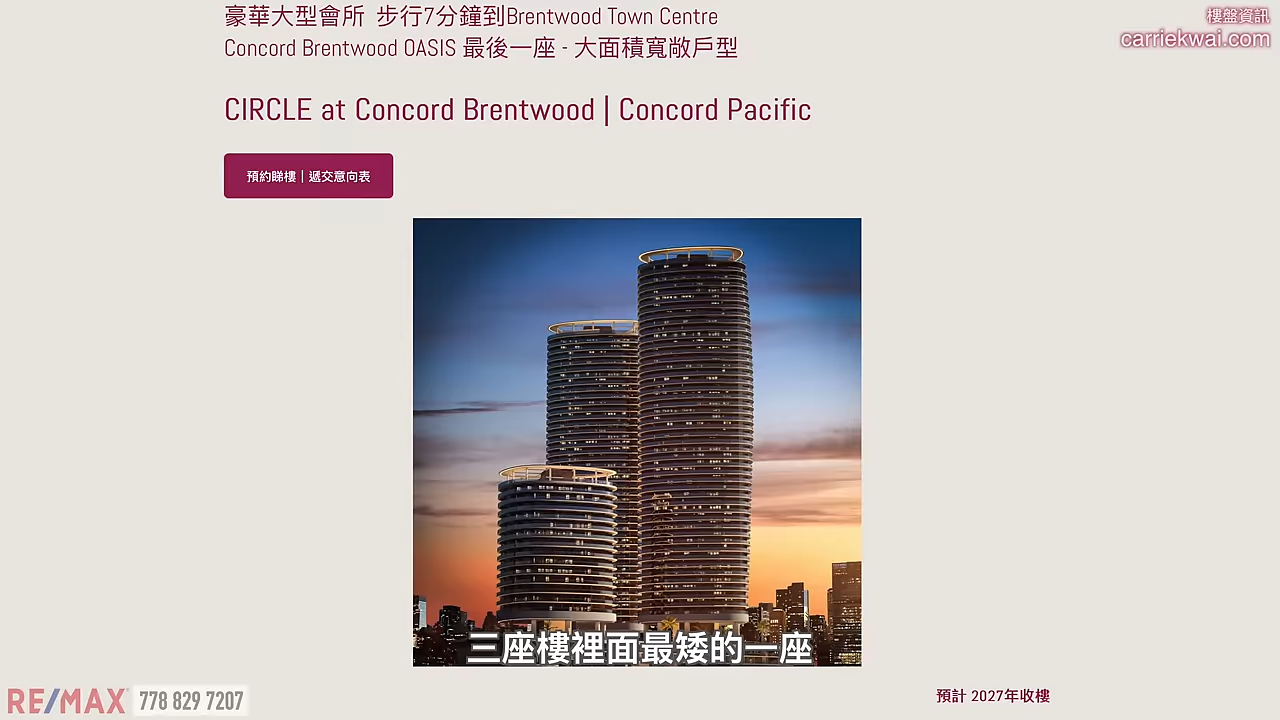 豪華大型會所 步行7分鐘到Brentwood Town Centre
樓盤資訊
carriekwai.com
Concord Brentwood OASIS 最後一座 - 大面積寬敞戶型
CIRCLE at Concord Brentwood | Concord Pacific
預約睇樓 | 遞交意向表
三座樓裡面最矮的一座
RE/MAX 778 829 7207
預計 2027年收樓